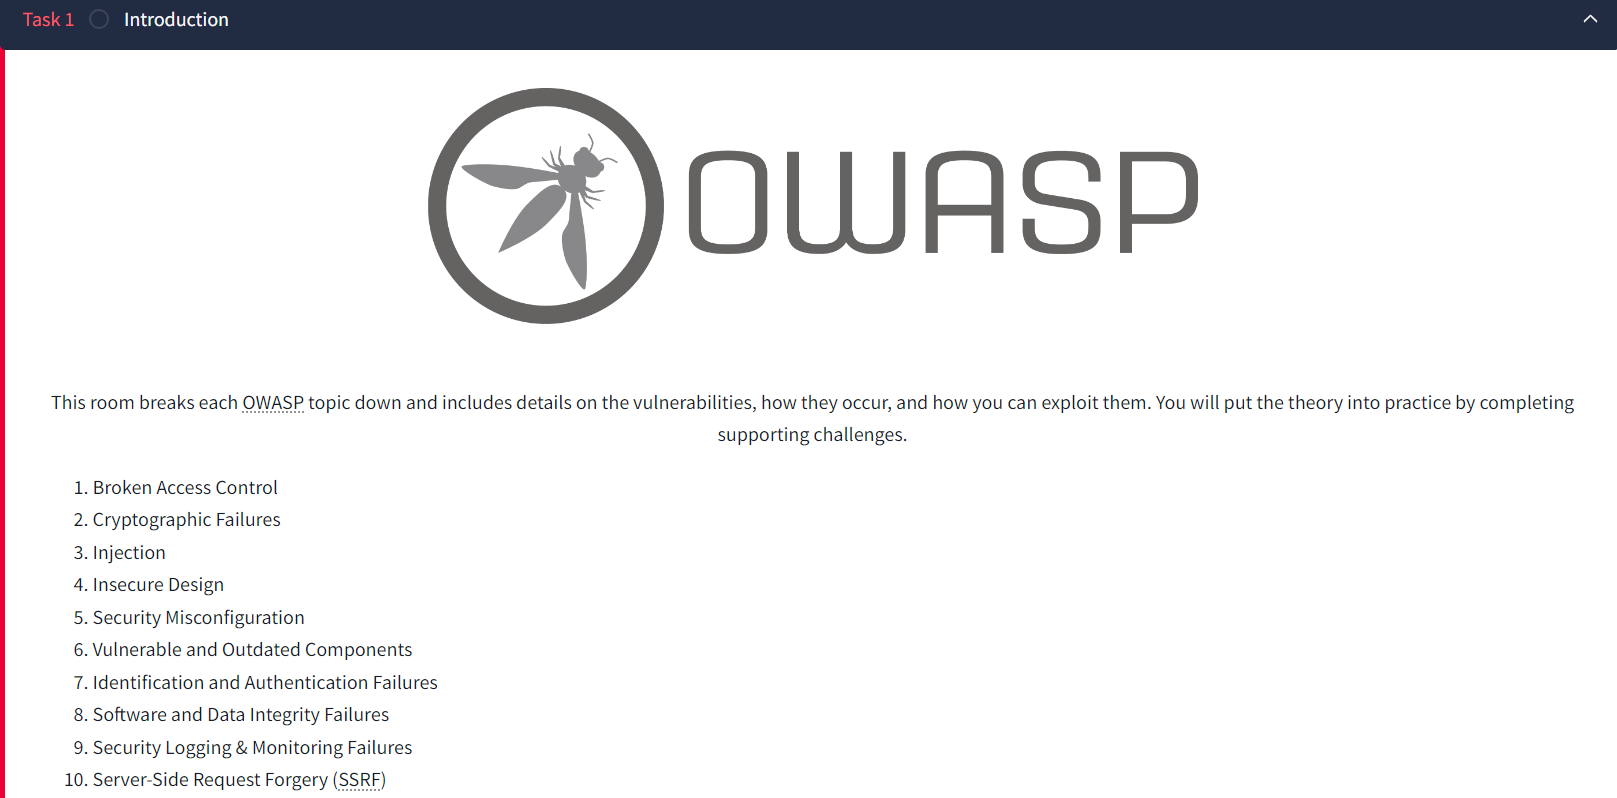 Task 1 Introduction
OWASP
This room breaks each OWASP topic down and includes details on the vulnerabilities, how they occur, and how you can exploit them. You will put the theory into practice by completing
supporting challenges.
1. Broken Access Control
2. Cryptographic Failures
3. Injection
4. Insecure Design
5. Security Misconfiguration
6. Vulnerable and Outdated Components
7. Identification and Authentication Failures
8. Software and Data Integrity Failures
9. Security Logging & Monitoring Failures
10. Server-Side Request Forgery (SSRF)